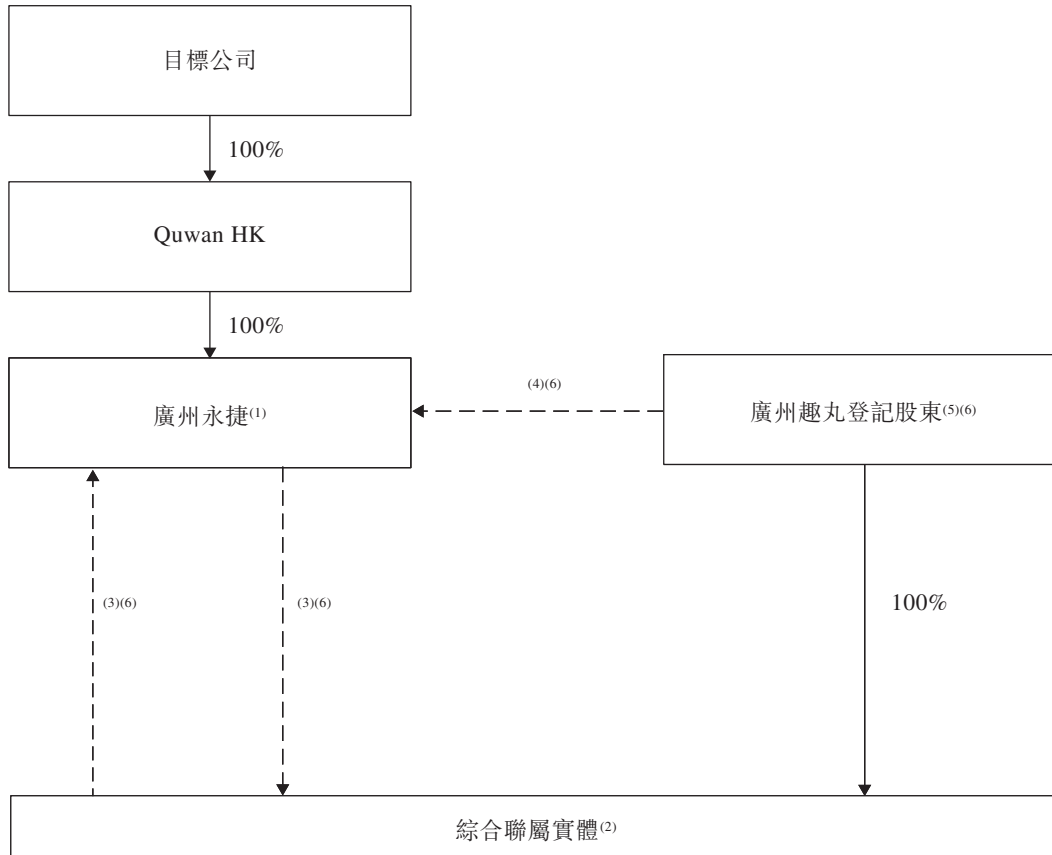 目標公司
100%
Quwan HK
100%
廣州永捷(1)
(4)(6)
廣州趣丸登記股東(5)(6)
(3)(6)
(3)(6)
100%
綜合聯屬實體(2)